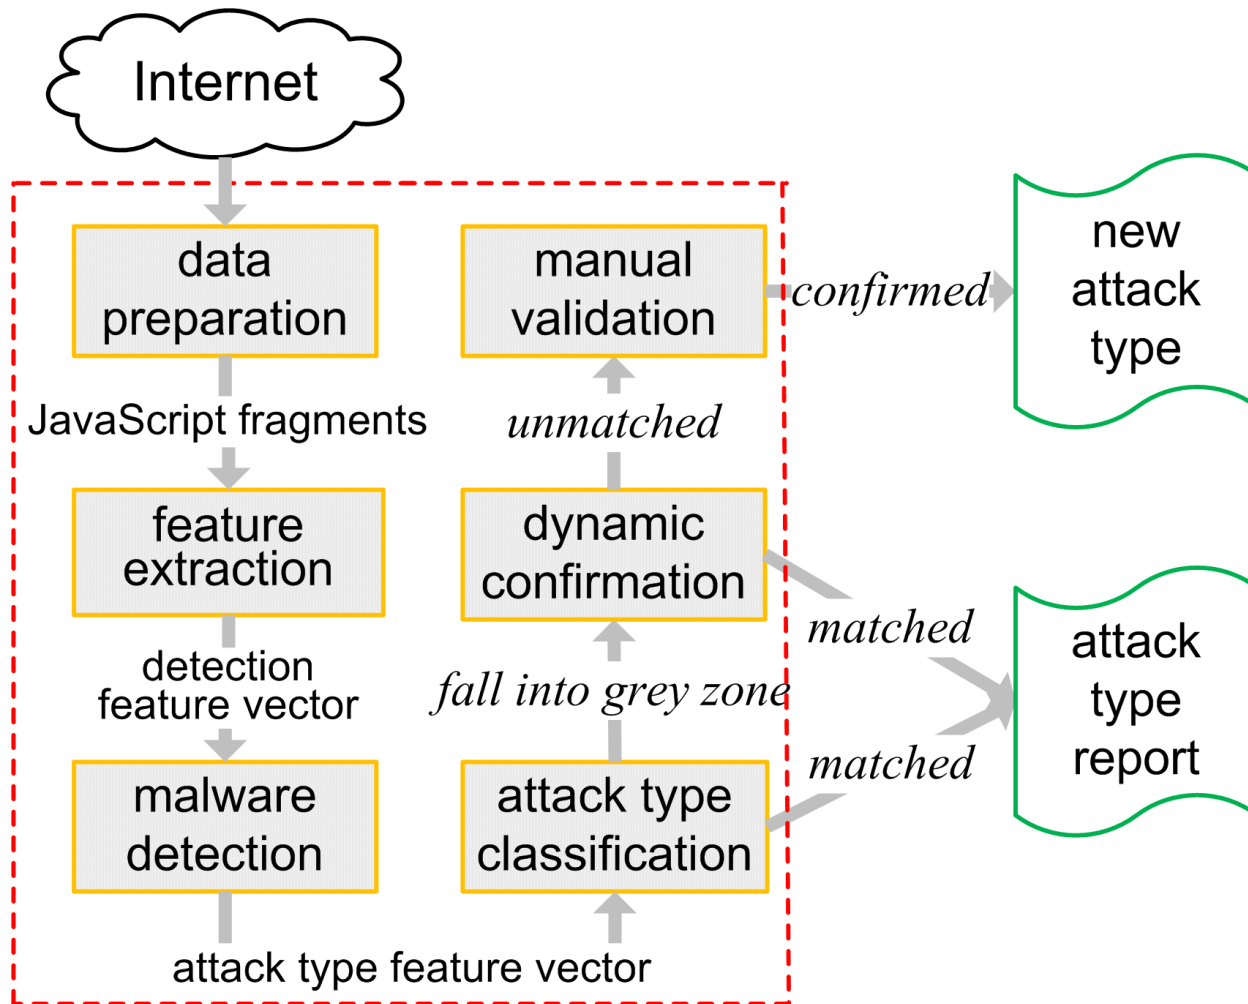 Internet
data
preparation
JavaScript fragments
feature
extraction
detection
feature vector
malware
detection
attack type feature vector
attack type
classification
matched
fall into grey zone
dynamic
confirmation
matched
unmatched
manual
validation
confirmed
new
attack
type
attack
type
report